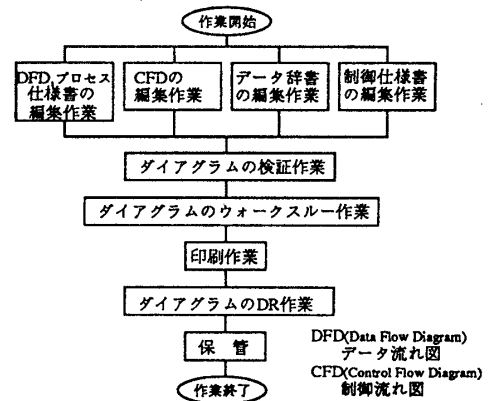 作業開始
DFD,プロセス
仕様書の
編集作業
CFDの
編集作業
データ辞書
の編集作業
制御仕様書
の編集作業
ダイアグラムの検証作業
ダイアグラムのウォークスルー作業
印刷作業
ダイアグラムのDR作業
保 管
作業終了
DFD(Data Flow Diagram)
データ流れ図
CFD(Control Flow Diagram)
制御流れ図